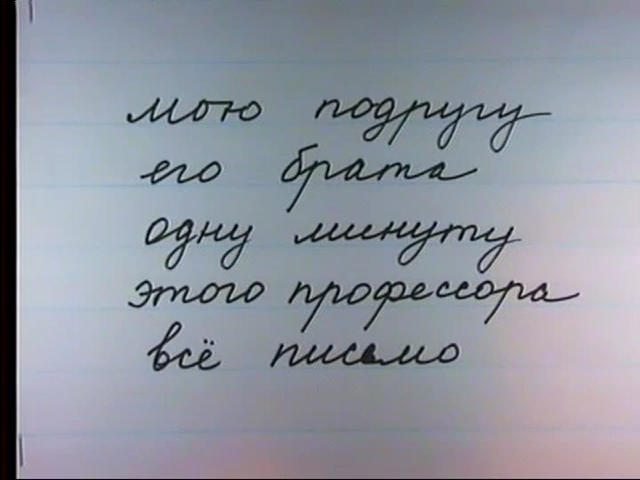 мою подругу
его брата
одну минуту
этого профессора
всё письмо